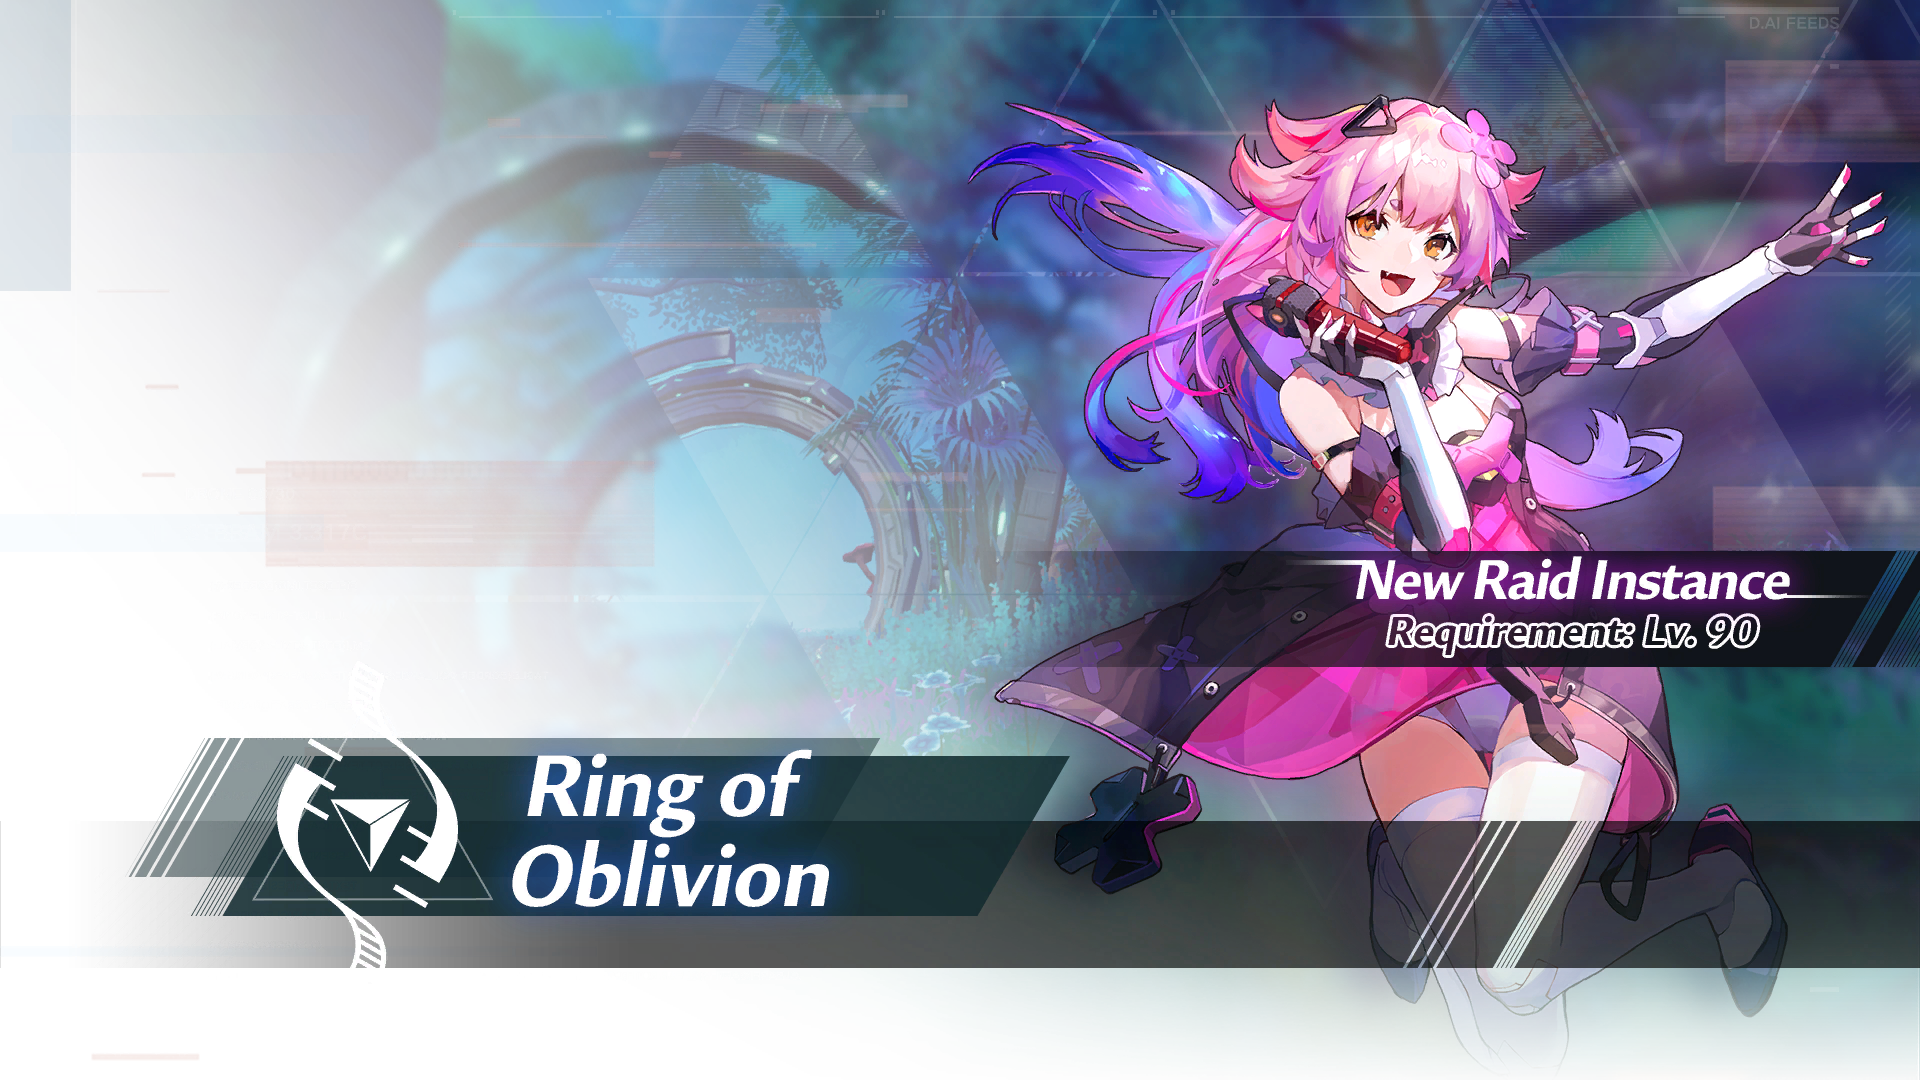 D.AI FEEDS
New Raid Instance
Requirement: Lv. 90
Ring of
Oblivion